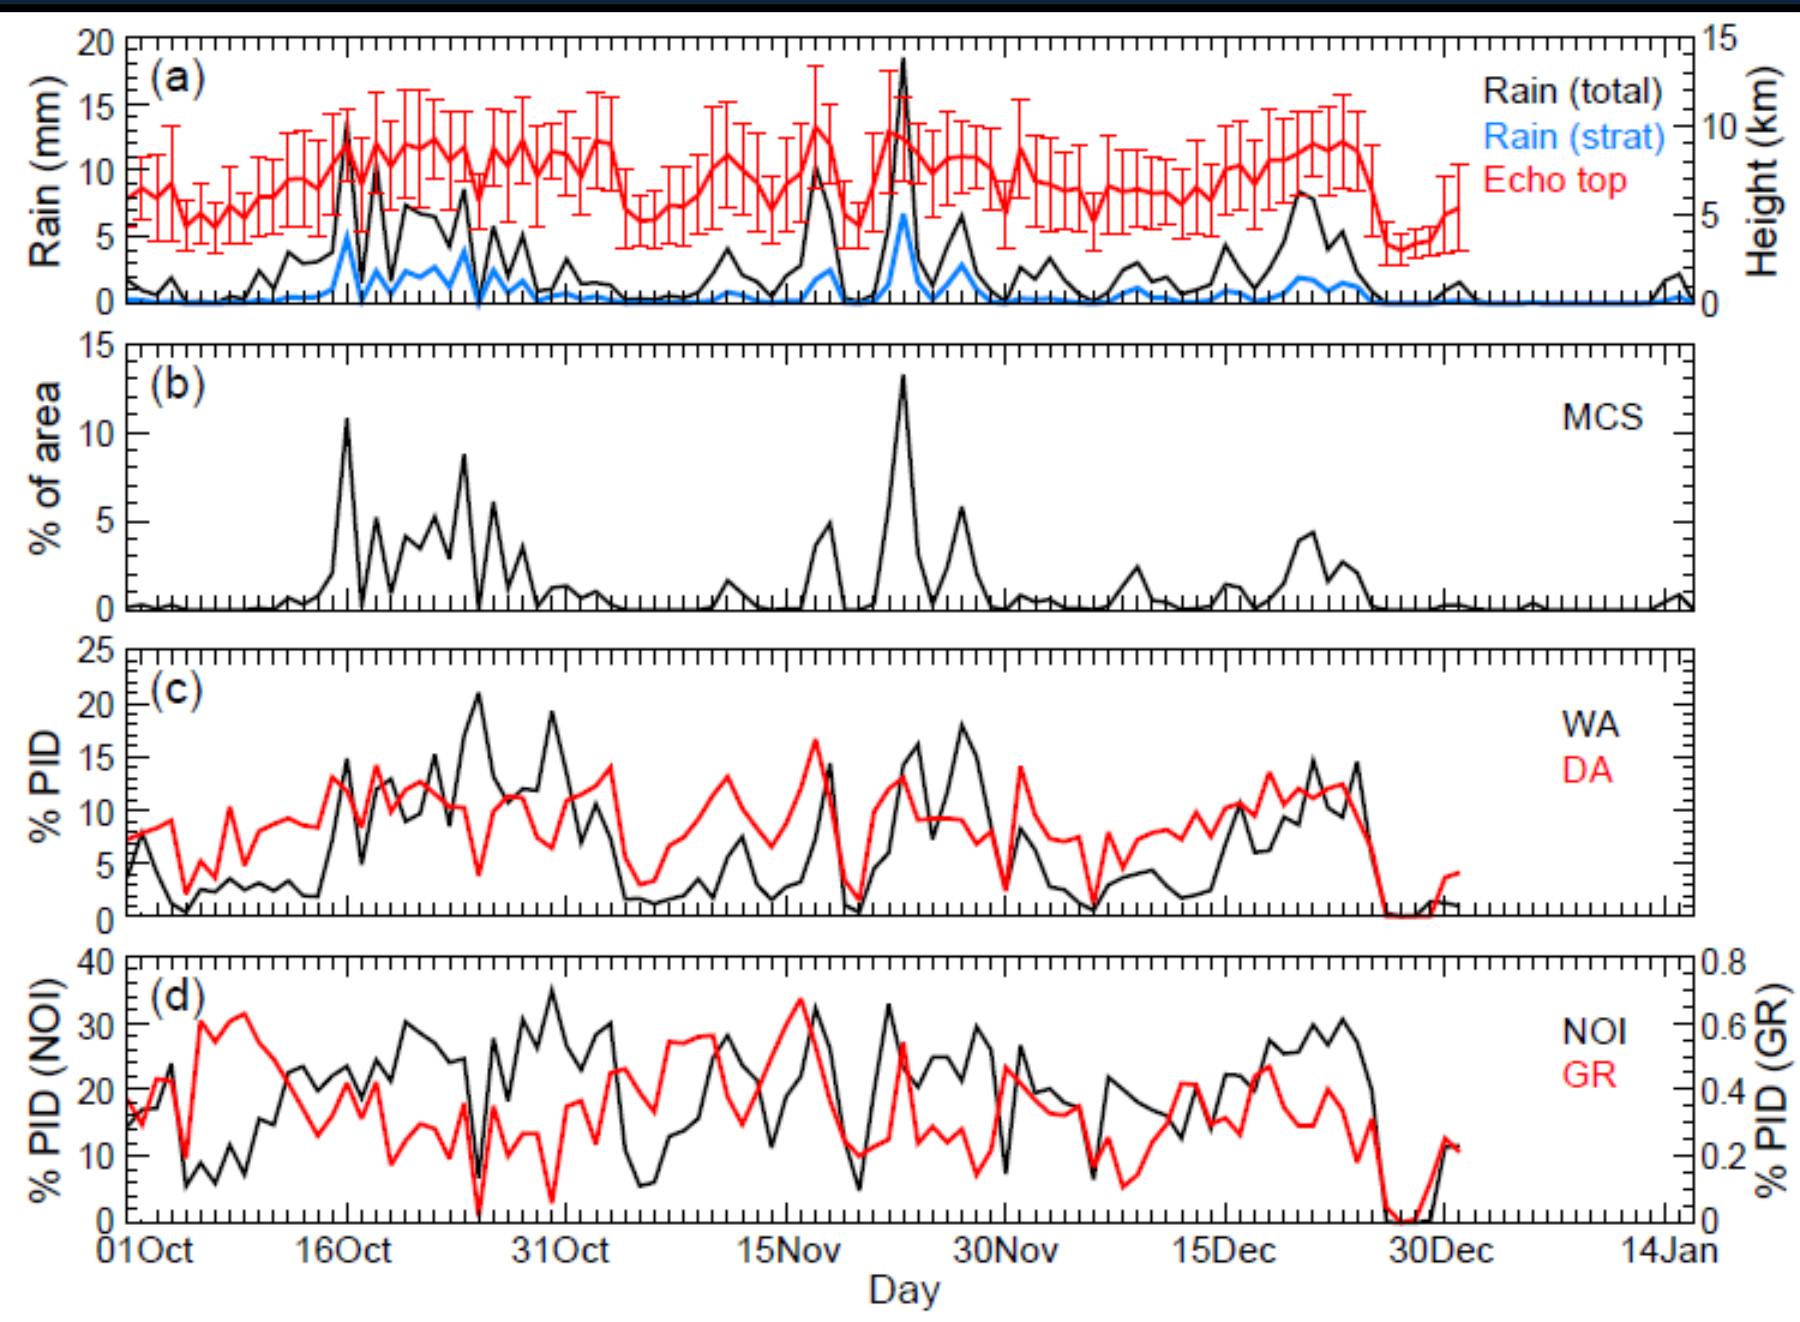 20
15
10
5
0
Rain (mm)
(a)
Rain (total)
Rain (strat)
Echo top
15
10
5
0
Height (km)
15
10
5
0
% of area
(b)
MCS
25
20
15
10
5
0
% PID
(c)
WA
DA
40
30
20
10
0
% PID (NOI)
(d)
NOI
GR
0.8
0.6
0.4
0.2
0
% PID (GR)
01Oct 16Oct 31Oct 15Nov 30Nov 15Dec 30Dec 14Jan
Day